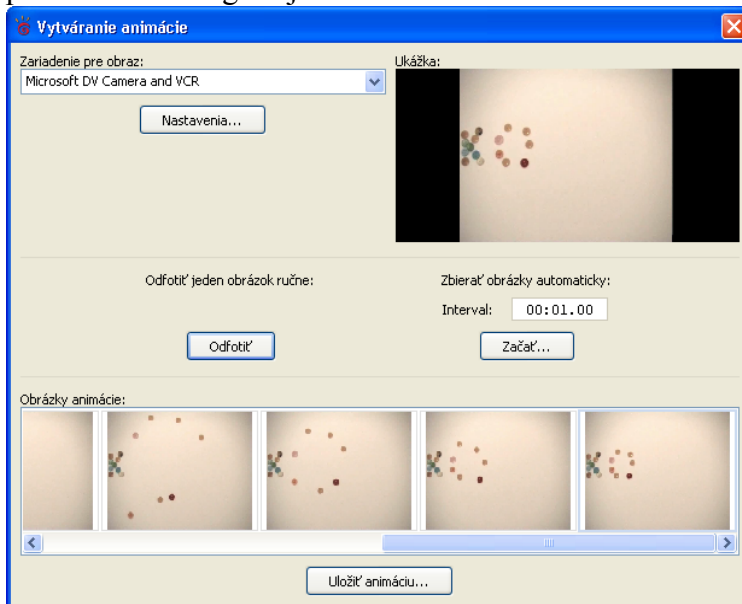 Vytváranie animácie
Zariadenie pre obraz:
Microsoft DV Camera and VCR
Nastavenia...
Ukážka:
Odfotiť jeden obrázok ručne:
Odfotiť
Zbierať obrázky automaticky:
Interval: 00:01.00
Začať...
Obrázky animácie:
Uložiť animáciu...